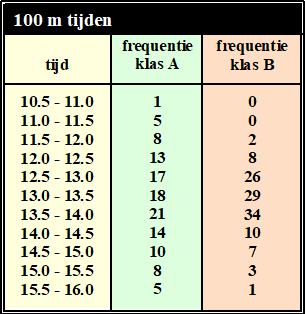 100 m tijden
tijd frequentie klas A frequentie klas B
10.5 - 11.0 1 0
11.0 - 11.5 5 0
11.5 - 12.0 8 2
12.0 - 12.5 13 8
12.5 - 13.0 17 26
13.0 - 13.5 18 29
13.5 - 14.0 21 34
14.0 - 14.5 14 10
14.5 - 15.0 10 7
15.0 - 15.5 8 3
15.5 - 16.0 5 1